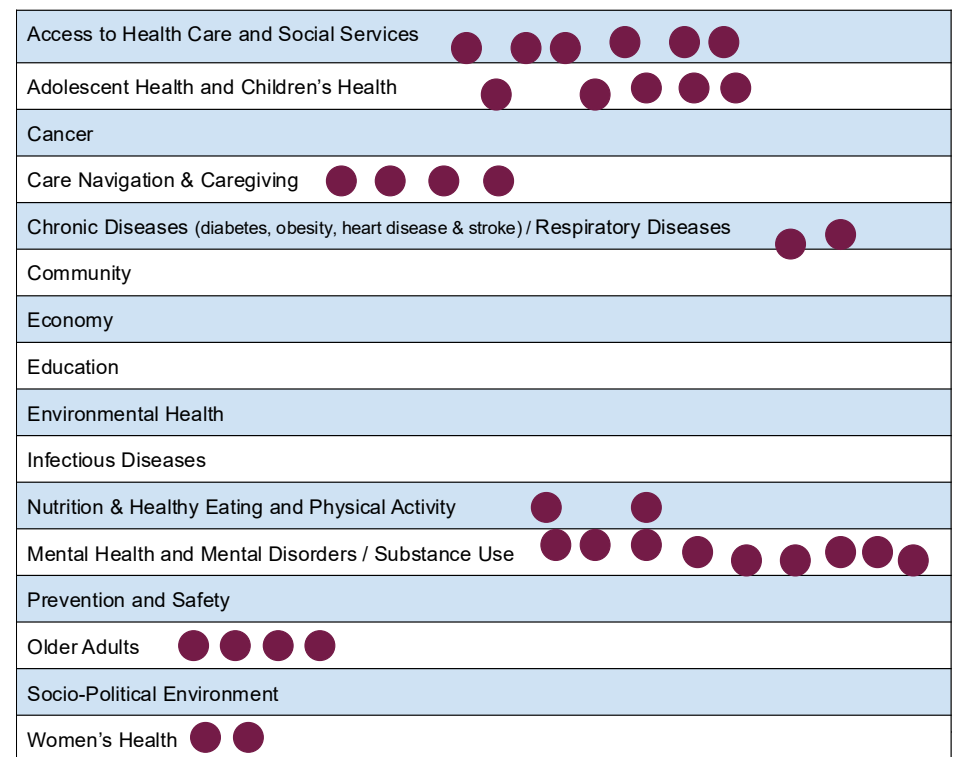 Access to Health Care and Social Services
Adolescent Health and Children’s Health
Cancer
Care Navigation & Caregiving
Chronic Diseases (diabetes, obesity, heart disease & stroke) / Respiratory Diseases
Community
Economy
Education
Environmental Health
Infectious Diseases
Nutrition & Healthy Eating and Physical Activity
Mental Health and Mental Disorders / Substance Use
Prevention and Safety
Older Adults
Socio-Political Environment
Women’s Health